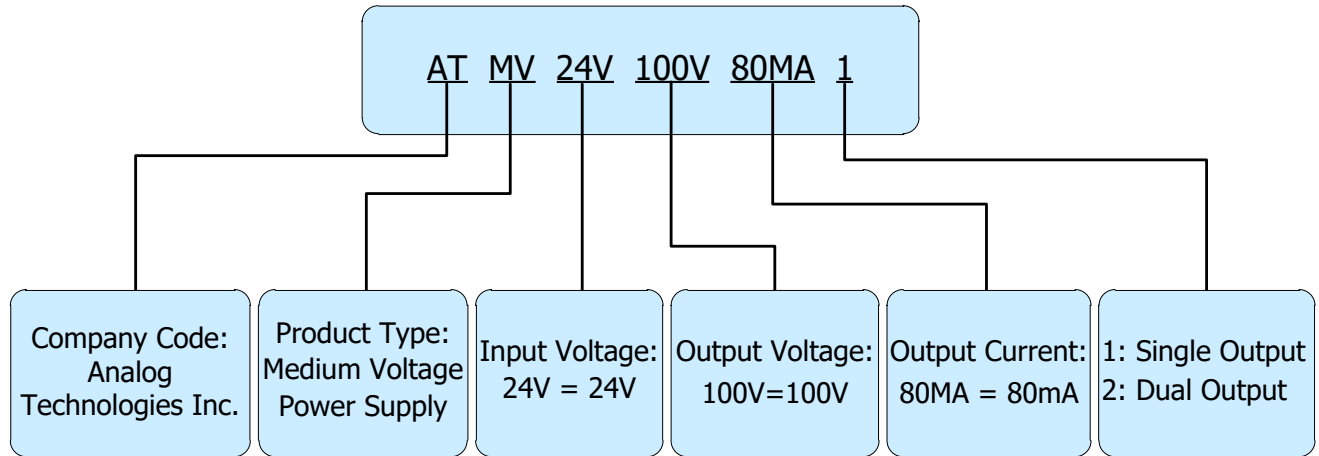 AT MV 24V 100V 80MA 1
Company Code:
Analog
Technologies Inc.
Product Type:
Medium Voltage
Power Supply
Input Voltage:
24V = 24V
Output Voltage:
100V=100V
Output Current:
80MA = 80mA
1: Single Output
2: Dual Output